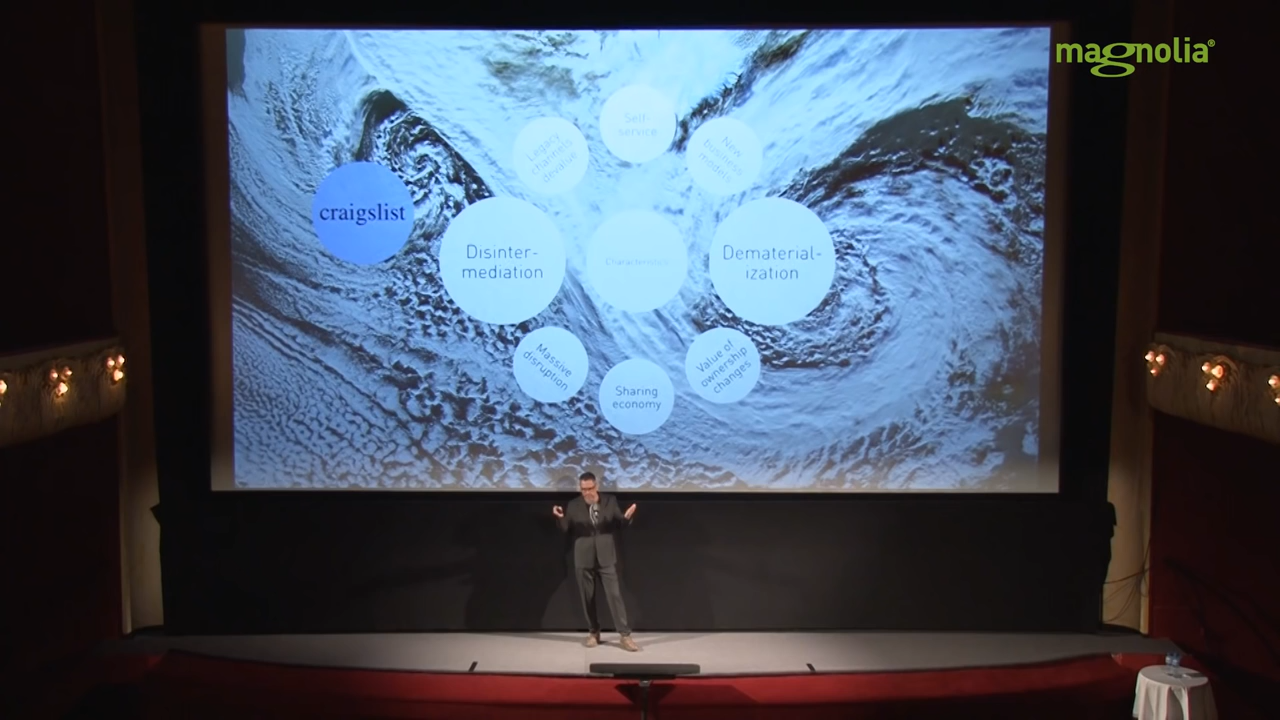 magnolia®
Self-
service
Legacy
channels
devalue
New
business
models
craigslist
Disinter-
mediation
Characteristics
Dematerial-
ization
Massive
disruption
Sharing
economy
Value of
ownership
changes